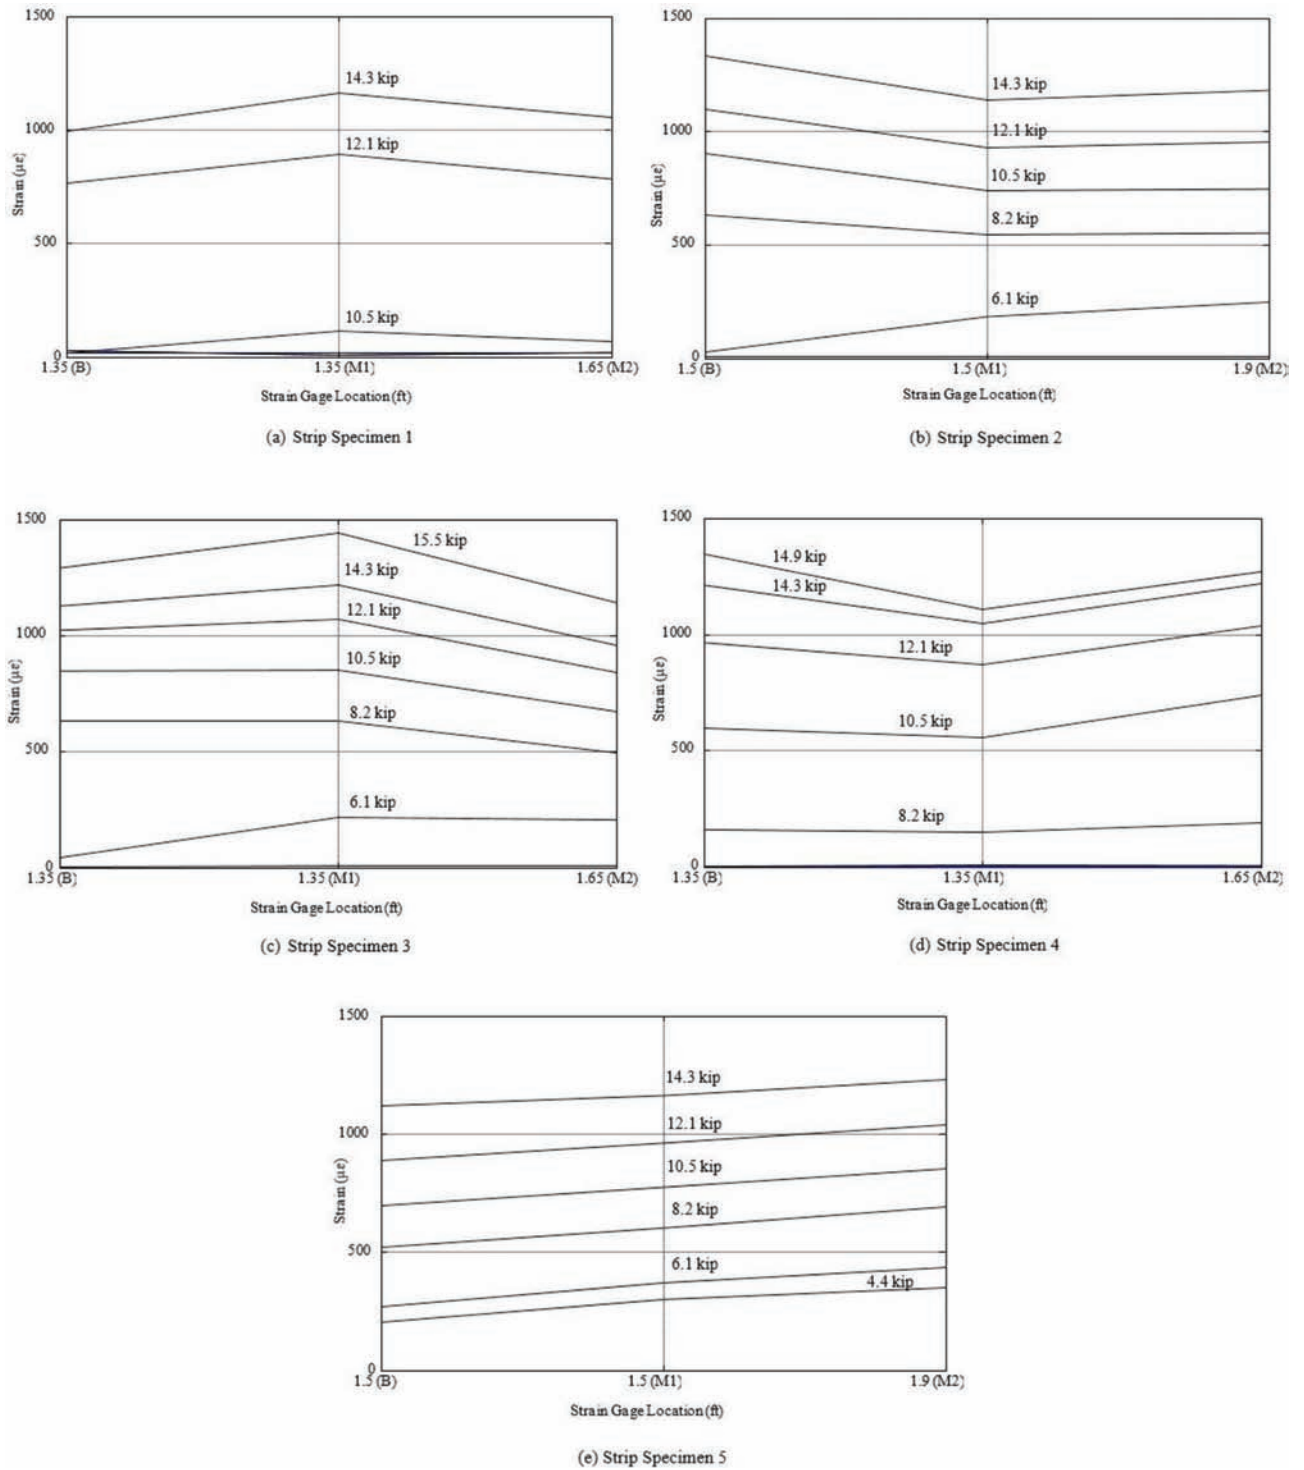 1500
14.3 kip
1000
12.1 kip
Strain (με)
500
10.5 kip
0
1.35 (B)
1.35 (M1)
1.65 (M2)
Strain Gage Location (ft)
(a) Strip Specimen 1
1500
14.3 kip
1000
12.1 kip
Strain (με)
10.5 kip
8.2 kip
500
6.1 kip
0
1.5 (B)
1.5 (M1)
1.9 (M2)
Strain Gage Location (ft)
(b) Strip Specimen 2
1500
15.5 kip
14.3 kip
12.1 kip
1000
10.5 kip
Strain (με)
8.2 kip
500
6.1 kip
0
1.35 (B)
1.35 (M1)
1.65 (M2)
Strain Gage Location (ft)
(c) Strip Specimen 3
1500
14.9 kip
14.3 kip
1000
12.1 kip
Strain (με)
10.5 kip
500
8.2 kip
0
1.35 (B)
1.35 (M1)
1.65 (M2)
Strain Gage Location (ft)
(d) Strip Specimen 4
1500
14.3 kip
1000
12.1 kip
10.5 kip
Strain (με)
8.2 kip
500
6.1 kip
4.4 kip
0
1.5 (B)
1.5 (M1)
1.9 (M2)
Strain Gage Location (ft)
(e) Strip Specimen 5